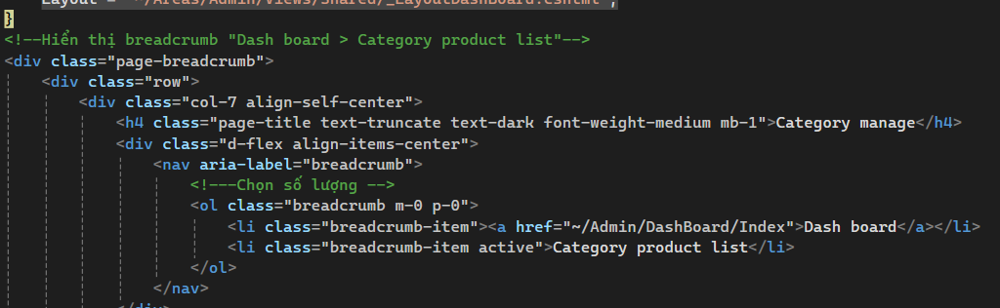 Layout = "~/Areas/Admin/Views/Shared/_LayoutDashBoard.cshtml";
}
<!--Hiển thị breadcrumb "Dash board > Category product list"-->
<div class="page-breadcrumb">
<div class="row">
<div class="col-7 align-self-center">
<h4 class="page-title text-truncate text-dark font-weight-medium mb-1">Category manage</h4>
<div class="d-flex align-items-center">
<nav aria-label="breadcrumb">
<!---Chọn số lượng -->
<ol class="breadcrumb m-0 p-0">
<li class="breadcrumb-item"><a href="~/Admin/DashBoard/Index">Dash board</a></li>
<li class="breadcrumb-item active">Category product list</li>
</ol>
</nav>
</div>